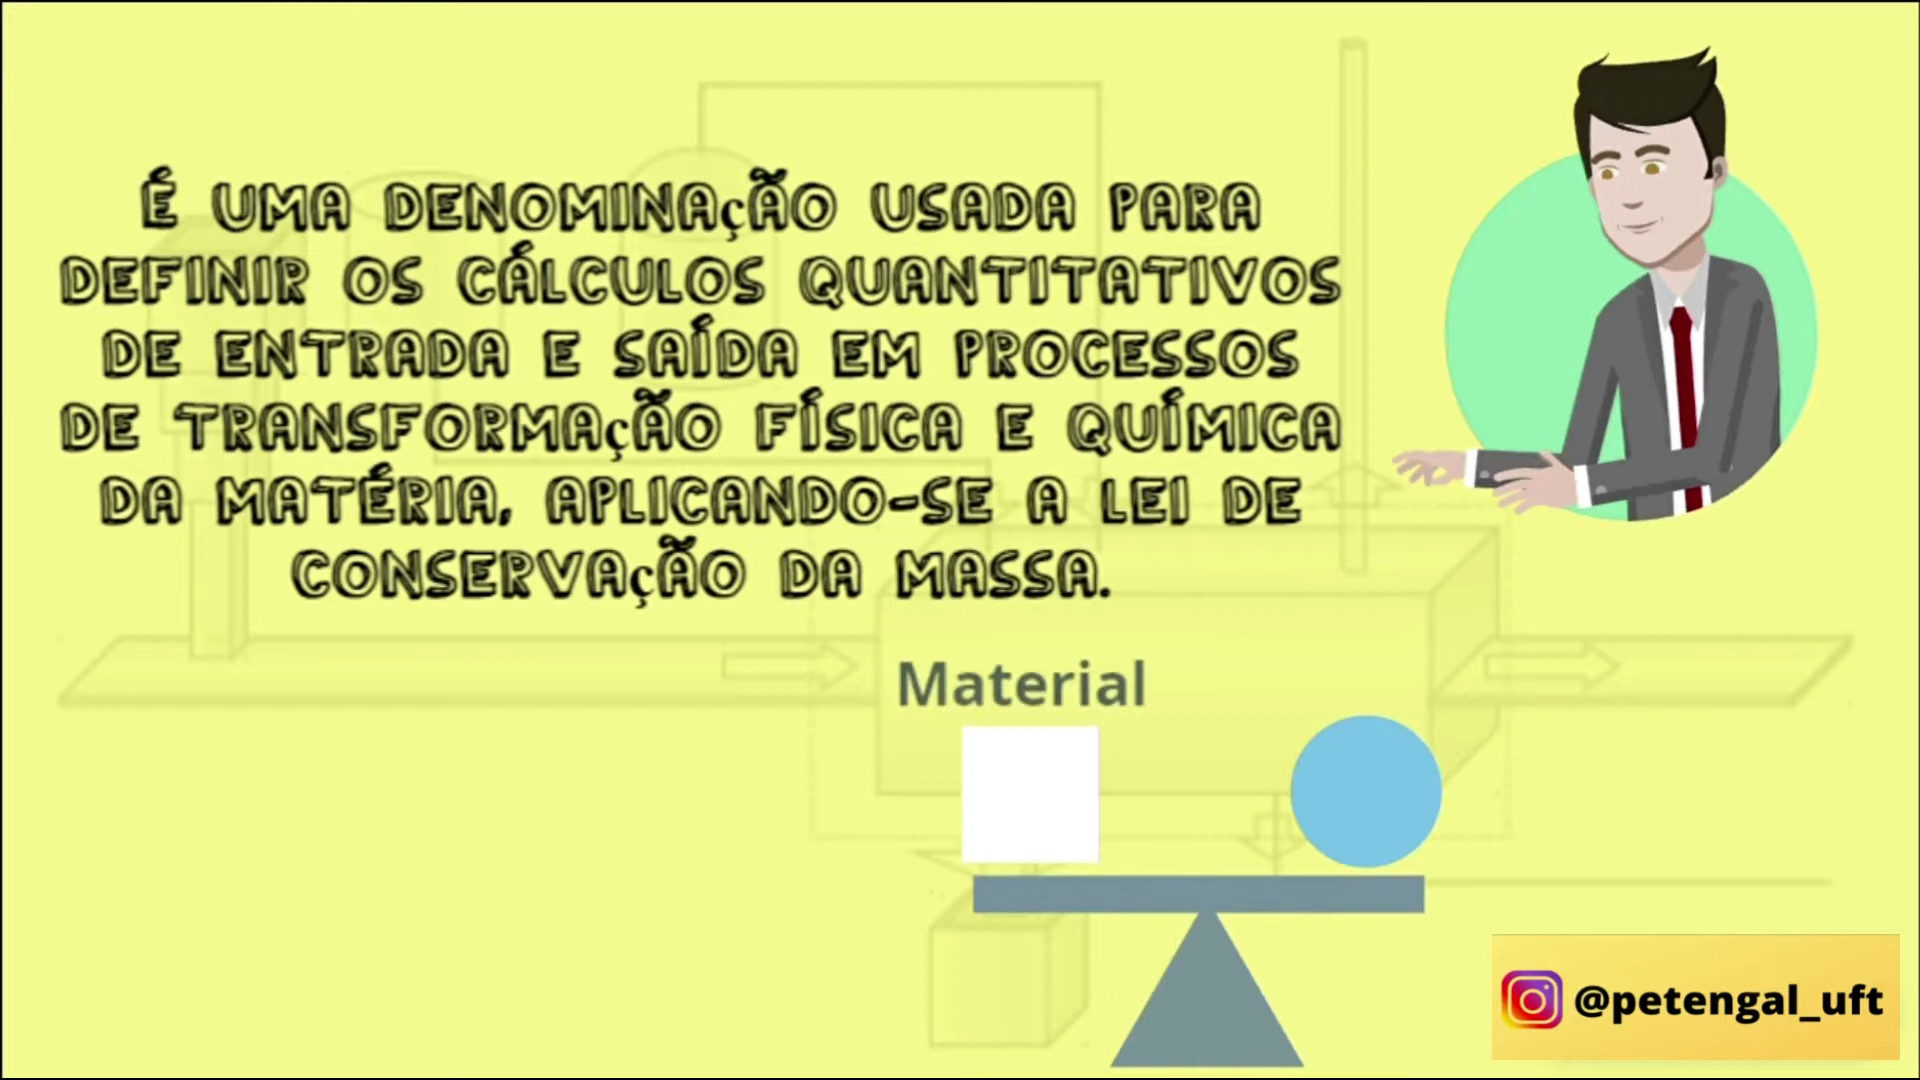 É UMA DENOMINAÇÃO USADA PARA
DEFINIR OS CÁLCULOS QUANTITATIVOS
DE ENTRADA E SAÍDA EM PROCESSOS
DE TRANSFORMAÇÃO FÍSICA E QUÍMICA
DA MATÉRIA, APLICANDO-SE A LEI DE
CONSERVAÇÃO DA MASSA.
Material
@petengal_uft